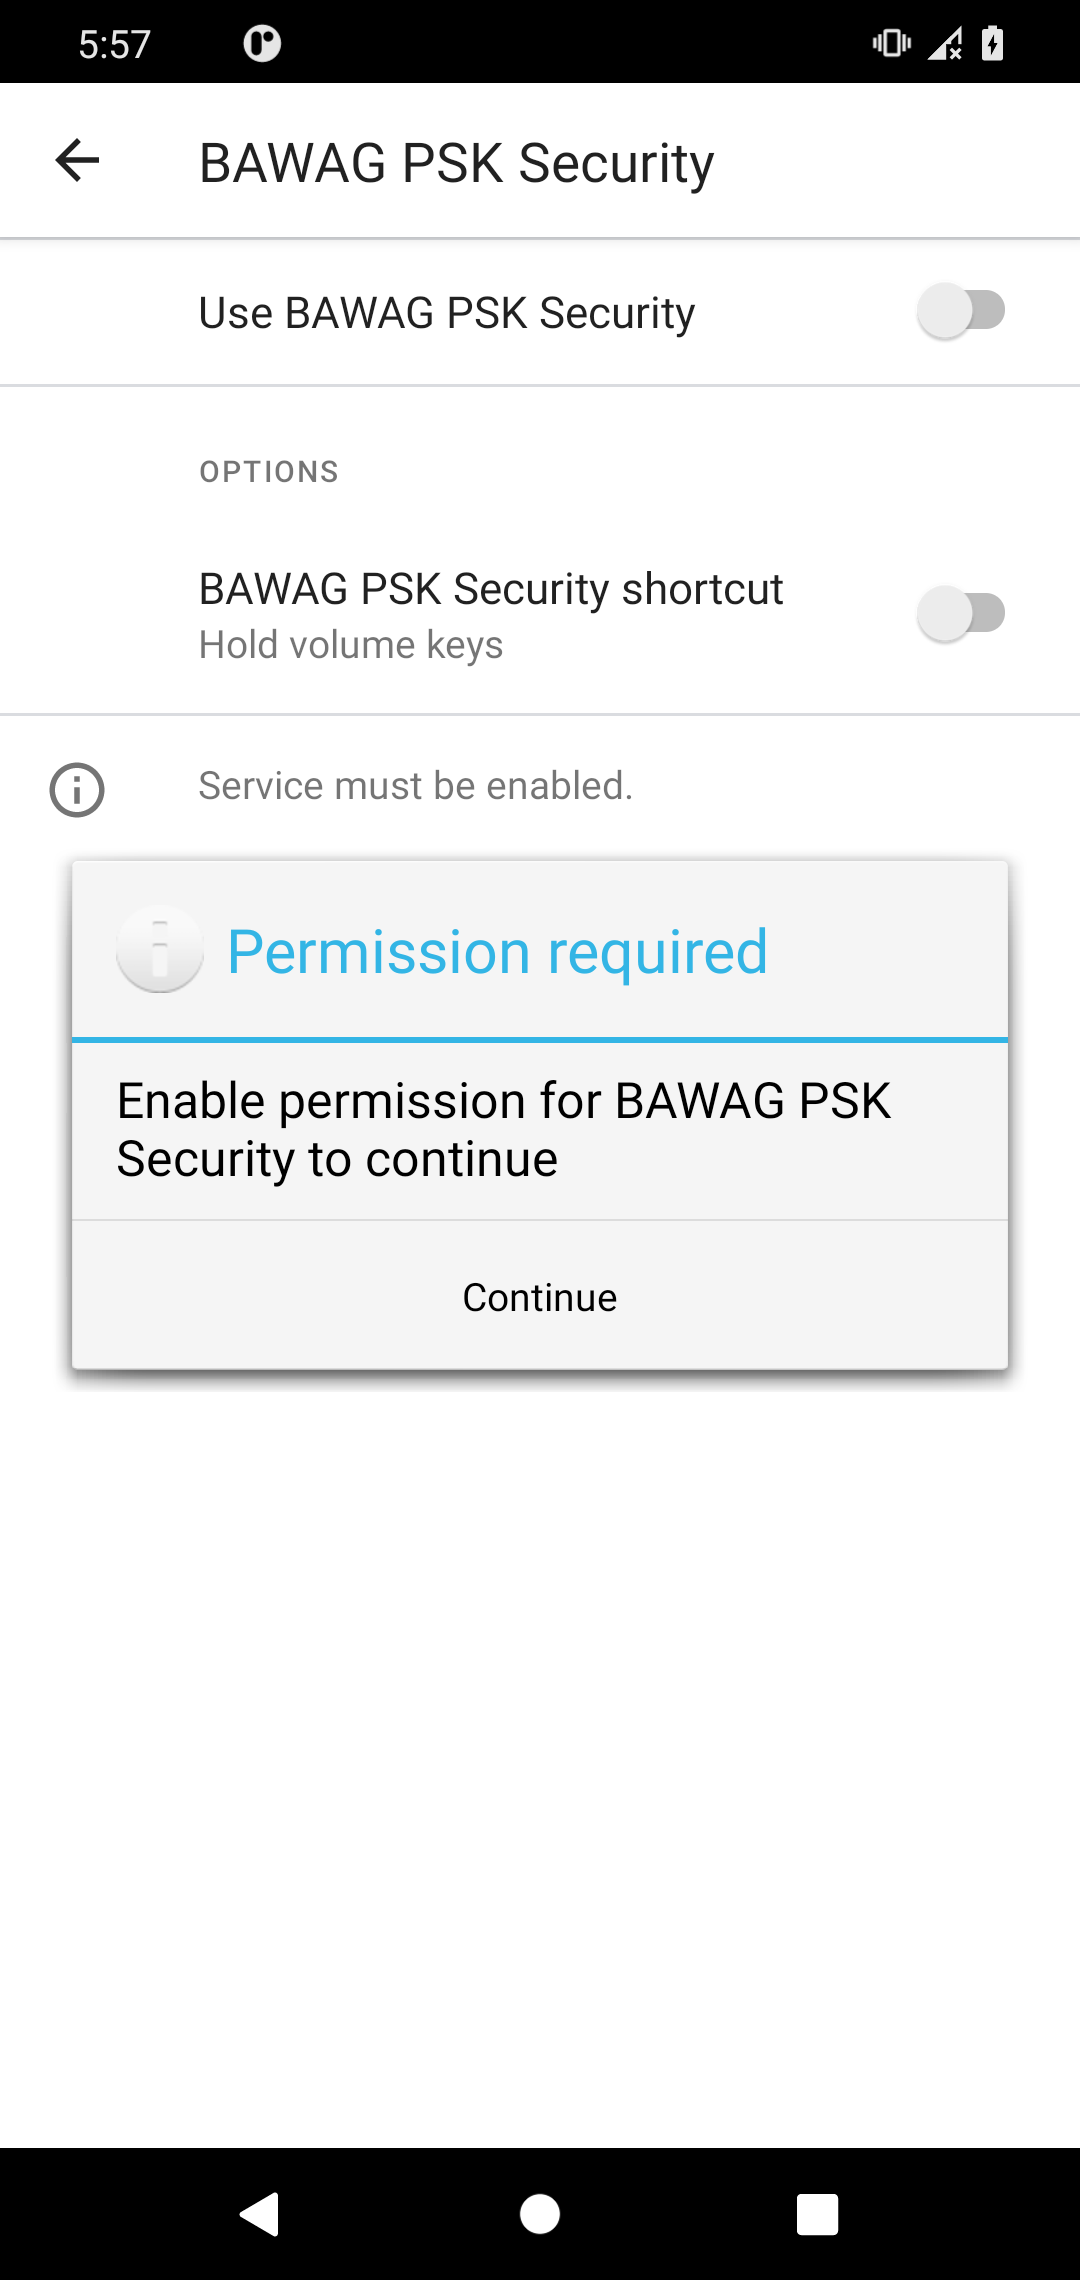 5:57
BAWAG PSK Security
Use BAWAG PSK Security
OPTIONS
BAWAG PSK Security shortcut
Hold volume keys
Service must be enabled.
Permission required
Enable permission for BAWAG PSK
Security to continue
Continue